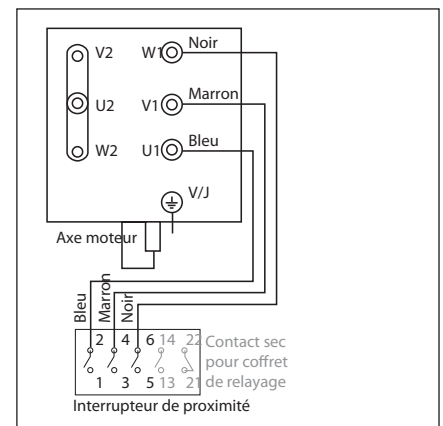 V2 W1 Noir
U2 V1 Marron
W2 U1 Bleu
V/J
Axe moteur
Bleu
Marron
Noir
2 4 6 14 22
1 3 5 13 21
Contact sec
pour coffret
de relayage
Interrupteur de proximité